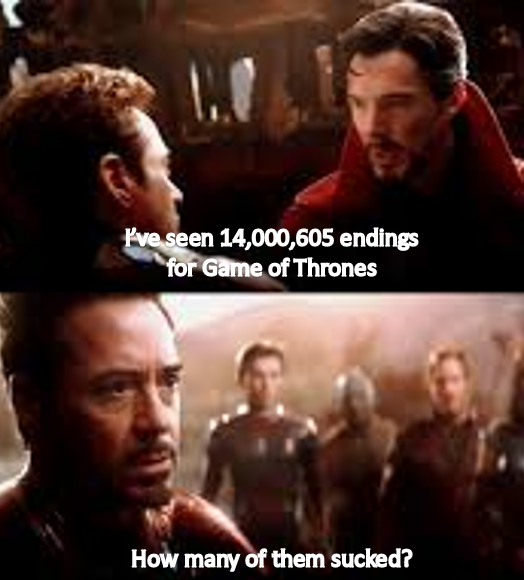 I've seen 14,000,605 endings
for Game of Thrones
How many of them sucked?